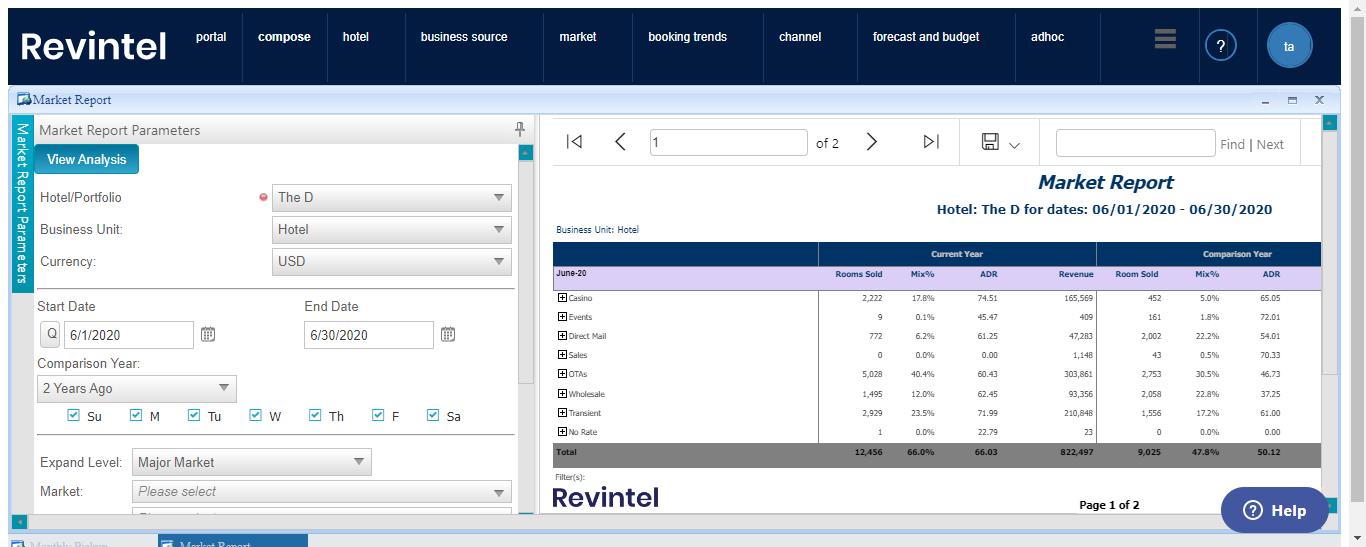 Revintel portal compose hotel business source market booking trends channel forecast and budget adhoc ? ta
Market Report
Market Report Parameters
Market Report Parameters
View Analysis
Hotel/Portfolio The D
Business Unit: Hotel
Currency: USD
Start Date End Date
Q 6/1/2020 6/30/2020
Comparison Year:
2 Years Ago
Su M Tu W Th F Sa
Expand Level: Major Market
Market: Please select
1 of 2 Find | Next
Market Report
Hotel: The D for dates: 06/01/2020 - 06/30/2020
Business Unit: Hotel
Current Year Comparison Year
June-20 Rooms Sold Mix% ADR Revenue Room Sold Mix% ADR
Casino 2,222 17.8% 74.51 165,569 452 5.0% 65.05
Events 9 0.1% 45.47 409 161 1.8% 72.01
Direct Mail 772 6.2% 61.25 47,283 2,002 22.2% 54.01
Sales 0 0.0% 0.00 1,148 43 0.5% 70.33
OTAs 5,028 40.4% 60.43 303,861 2,753 30.5% 46.73
Wholesale 1,495 12.0% 62.45 93,356 2,058 22.8% 37.25
Transient 2,929 23.5% 71.99 210,848 1,556 17.2% 61.00
No Rate 1 0.0% 22.79 23 0 0.0% 0.00
Total 12,456 66.0% 66.03 822,497 9,025 47.8% 50.12
Filter(s):
Revintel
Page 1 of 2
? Help
Market Report